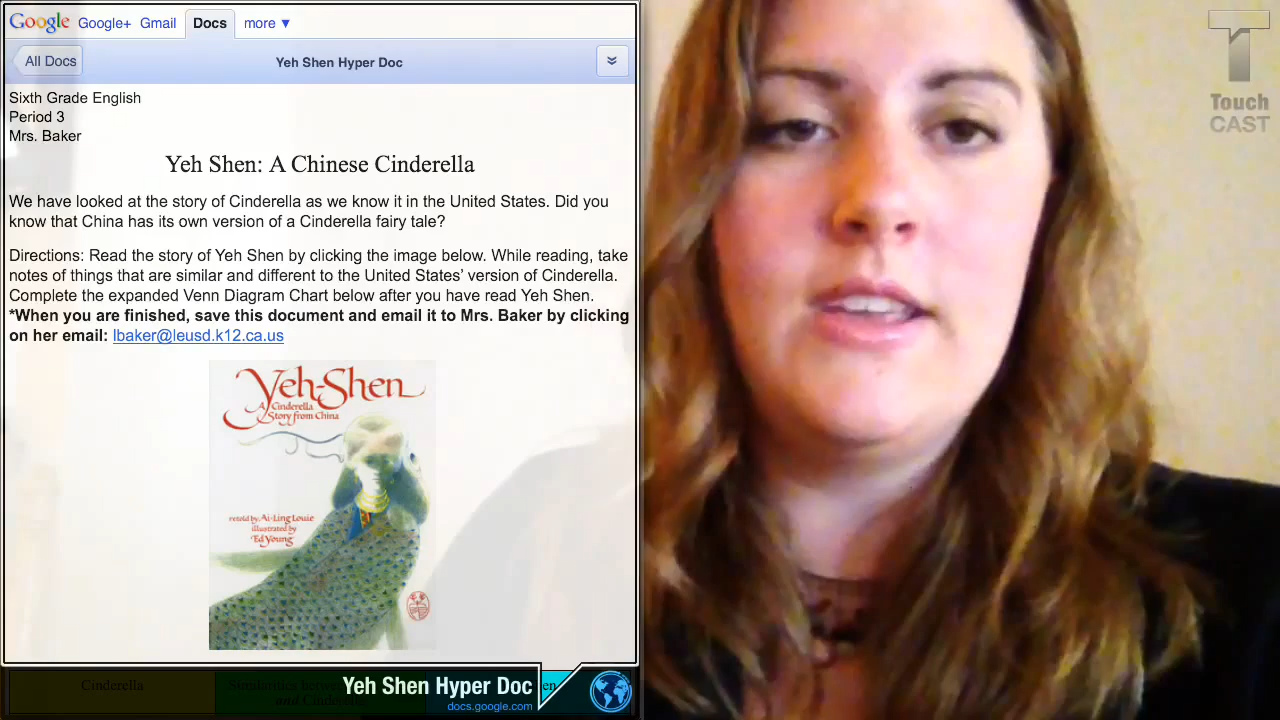 Google Google+ Gmail Docs more ▼
All Docs
Yeh Shen Hyper Doc
Sixth Grade English
Period 3
Mrs. Baker
Yeh Shen: A Chinese Cinderella
We have looked at the story of Cinderella as we know it in the United States. Did you
know that China has its own version of a Cinderella fairy tale?
Directions: Read the story of Yeh Shen by clicking the image below. While reading, take
notes of things that are similar and different to the United States' version of Cinderella.
Complete the expanded Venn Diagram Chart below after you have read Yeh Shen.
*When you are finished, save this document and email it to Mrs. Baker by clicking
on her email: lbaker@leusd.k12.ca.us
Yeh-Shen
A Cinderella
Story from China
retold by Ai-Ling Louie
illustrated by
Ed Young
Cinderella
and Cinderella
Yeh Shen Hyper Doc
docs.google.com
Touch
CAST